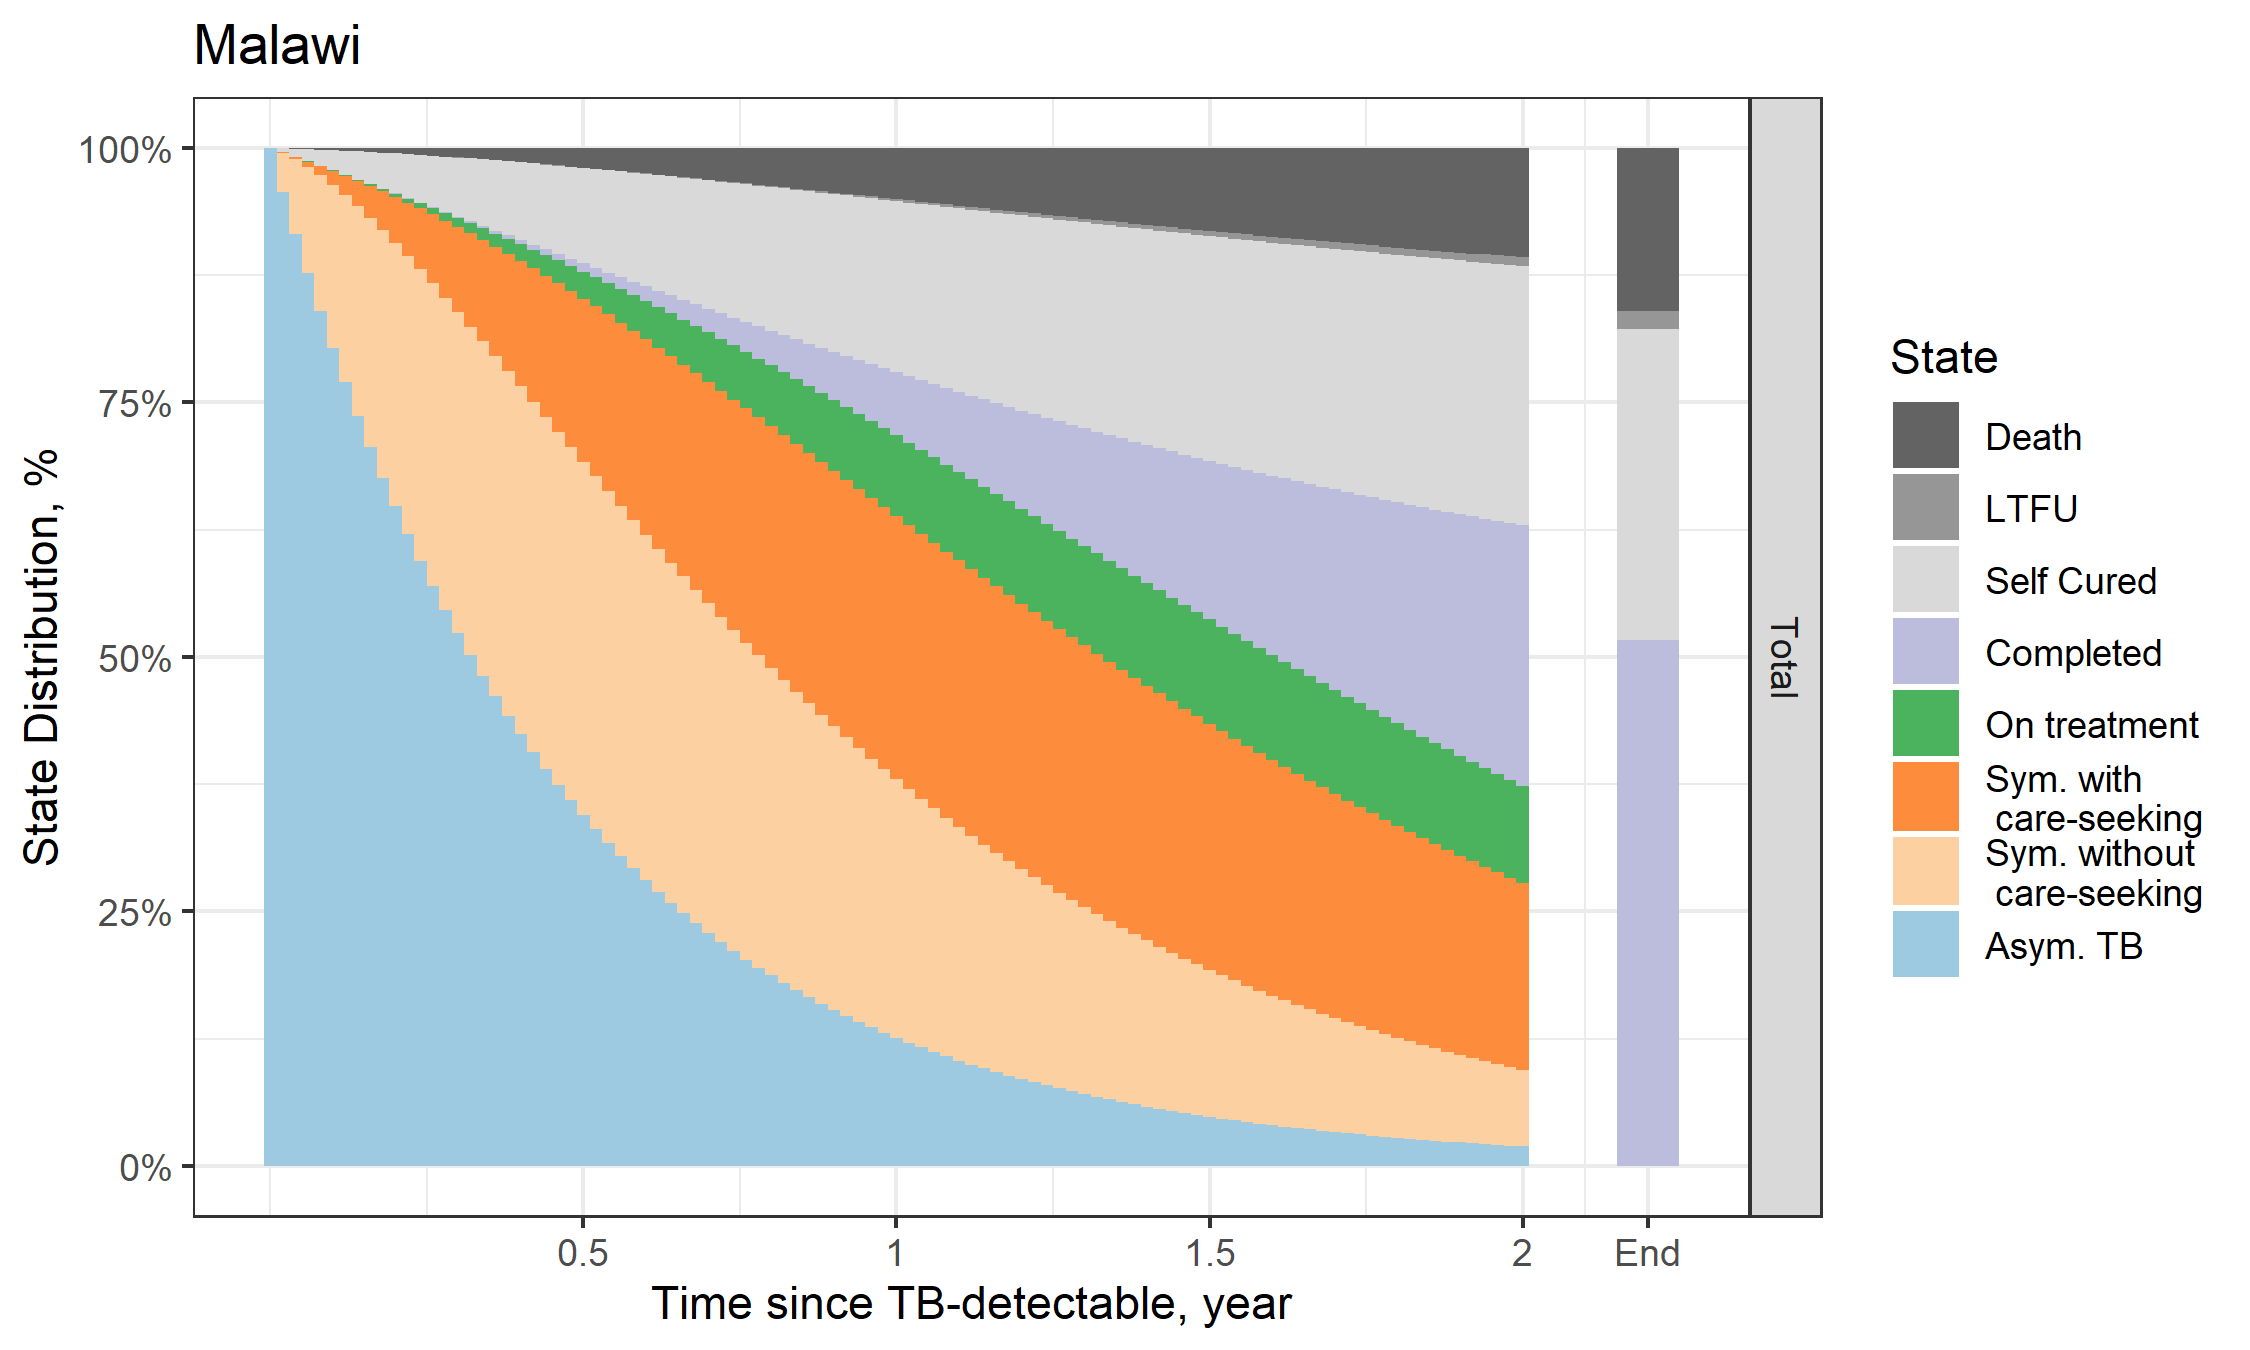 Malawi
State Distribution, %
100%
75%
50%
25%
0%
0.5
1
1.5
2
End
Time since TB-detectable, year
Total
State
Death
LTFU
Self Cured
Completed
On treatment
Sym. with
care-seeking
Sym. without
care-seeking
Asym. TB